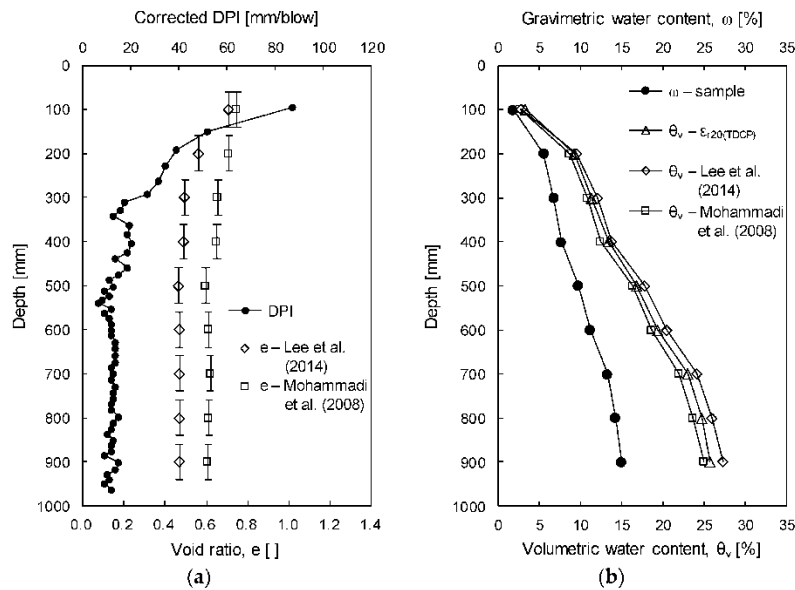 Corrected DPI [mm/blow]
0 20 40 60 80 100 120
0
100
200
300
400
500
600
700
800
900
1000
Depth [mm]
DPI
e – Lee et al.
(2014)
e – Mohammadi
et al. (2008)
0.0 0.2 0.4 0.6 0.8 1.0 1.2 1.4
Void ratio, e [ ]
(a)
Gravimetric water content, ω [%]
0 5 10 15 20 25 30 35
0
100
200
300
400
500
600
700
800
900
1000
Depth [mm]
ω – sample
θv – εr20(TDCP)
θv – Lee et al.
(2014)
θv – Mohammadi
et al. (2008)
0 5 10 15 20 25 30 35
Volumetric water content, θv [%]
(b)